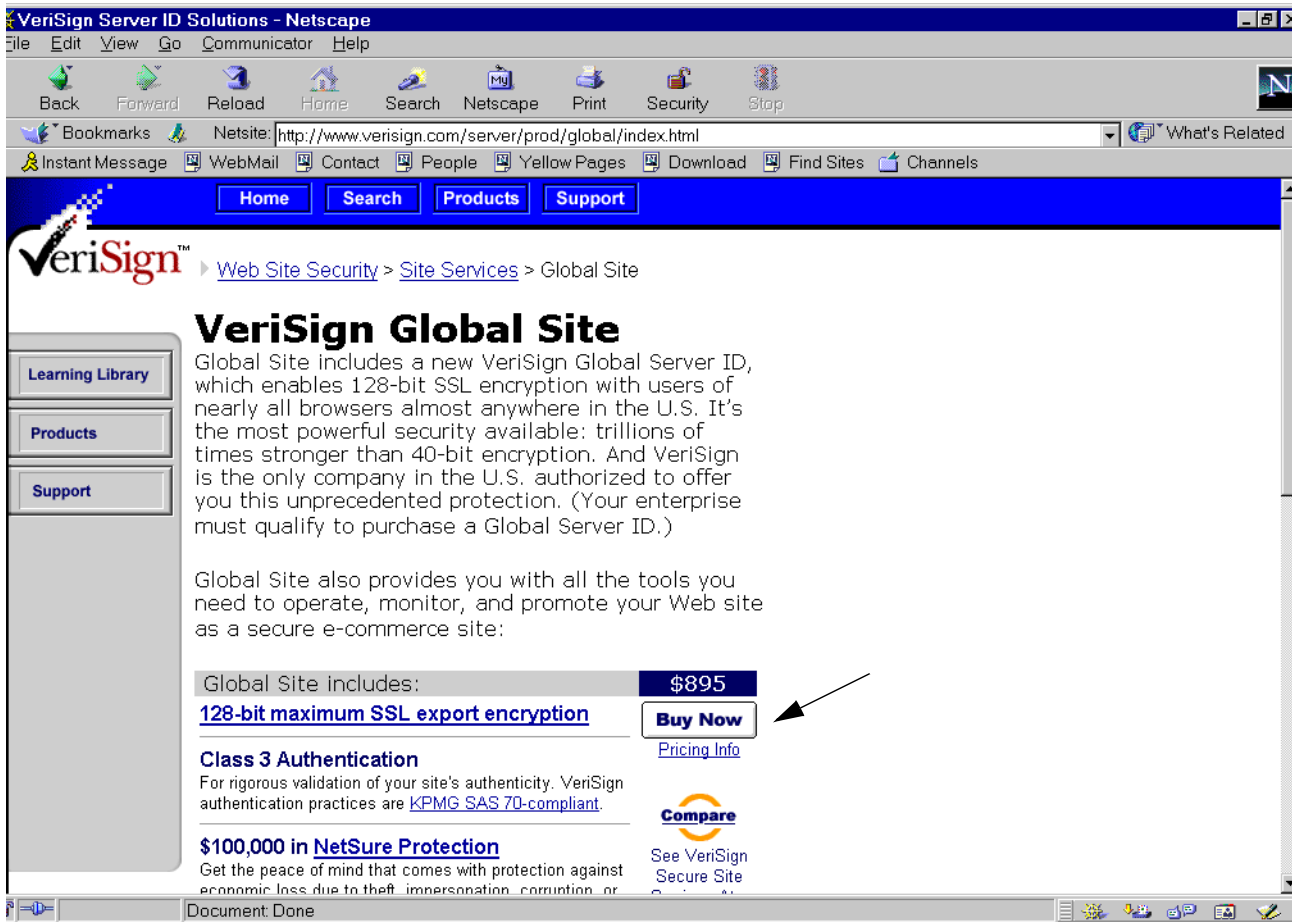 VeriSign Server ID Solutions - Netscape
File Edit View Go Communicator Help
Back Forward Reload Home Search Netscape Print Security Stop
My
N
Bookmarks Netsite: http://www.verisign.com/server/prod/global/index.html What's Related
Instant Message WebMail Contact People Yellow Pages Download Find Sites Channels
Home Search Products Support
VeriSign™
Web Site Security > Site Services > Global Site
VeriSign Global Site
Learning Library
Products
Support
Global Site includes a new VeriSign Global Server ID,
which enables 128-bit SSL encryption with users of
nearly all browsers almost anywhere in the U.S. It's
the most powerful security available: trillions of
times stronger than 40-bit encryption. And VeriSign
is the only company in the U.S. authorized to offer
you this unprecedented protection. (Your enterprise
must qualify to purchase a Global Server ID.)
Global Site also provides you with all the tools you
need to operate, monitor, and promote your Web site
as a secure e-commerce site:
Global Site includes: $895
128-bit maximum SSL export encryption
Buy Now
Pricing Info
Class 3 Authentication
For rigorous validation of your site's authenticity. VeriSign
authentication practices are KPMG SAS 70-compliant.
Compare
See VeriSign
Secure Site
$100,000 in NetSure Protection
Get the peace of mind that comes with protection against
economic loss due to theft, impersonation, corruption, or
Document: Done